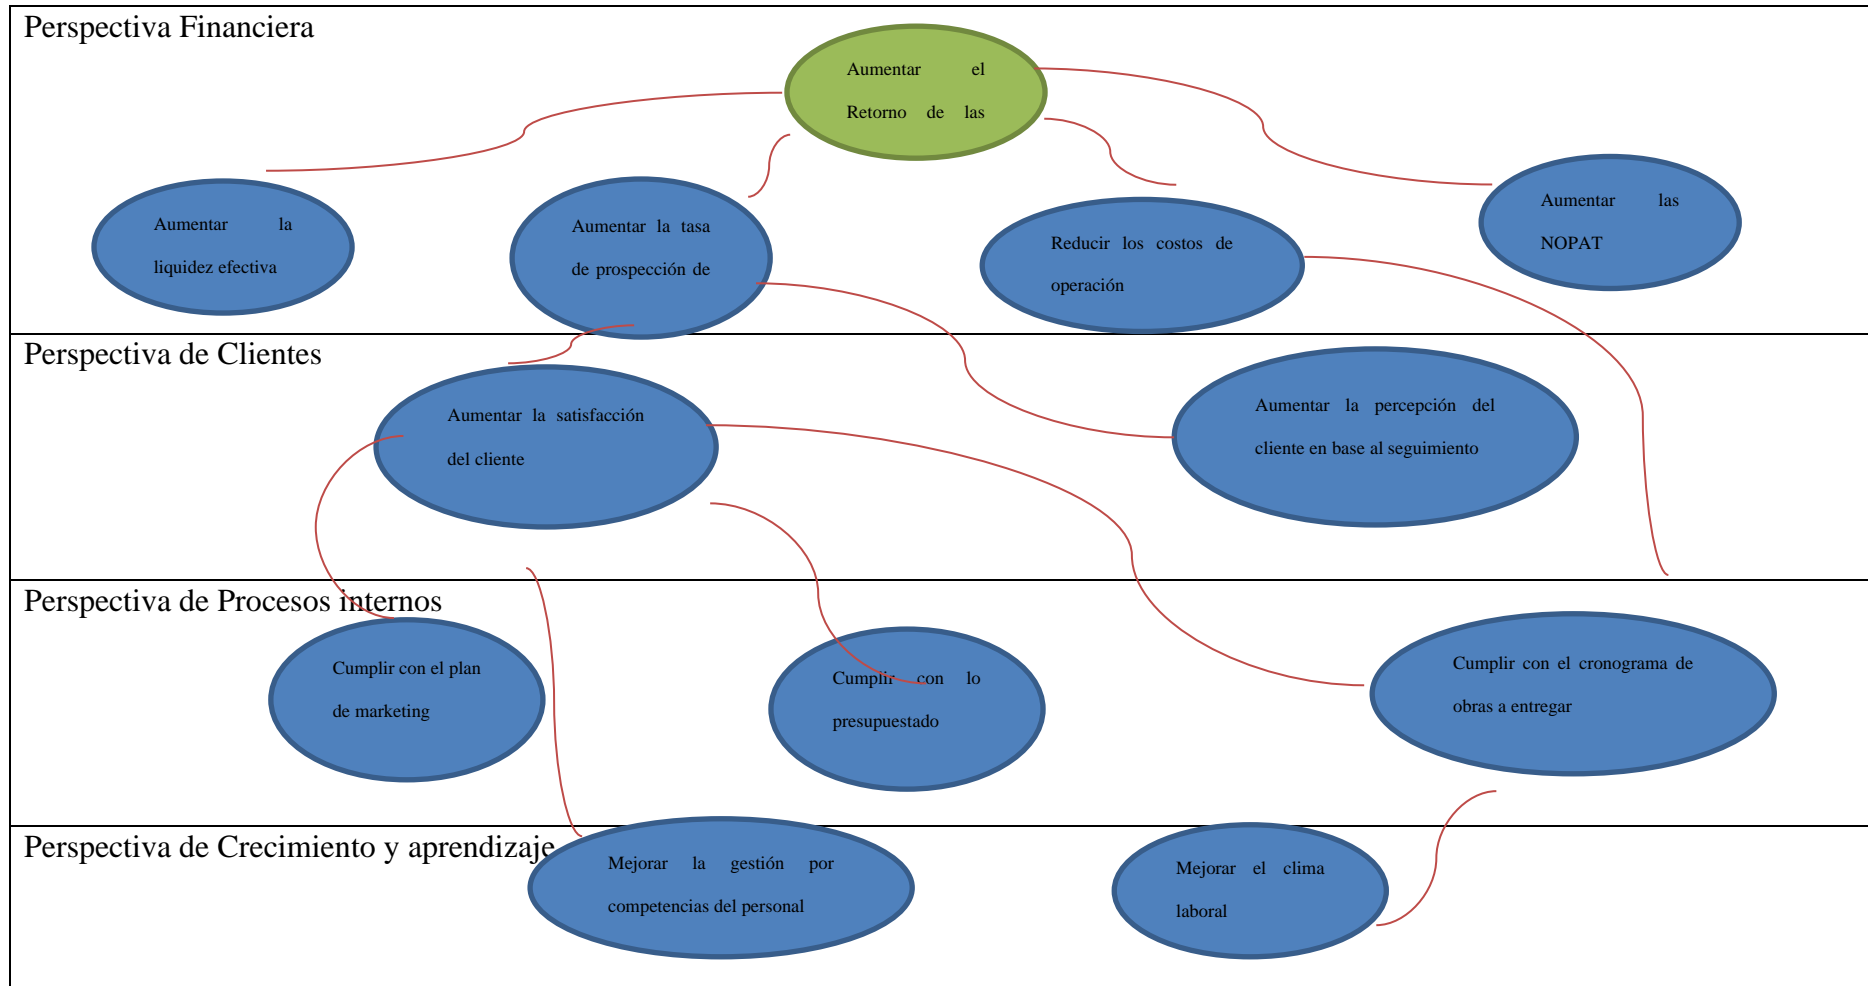 Perspectiva Financiera
Aumentar el
Retorno de las
Aumentar la
liquidez efectiva
Aumentar la tasa
de prospección de
Reducir los costos de
operación
Aumentar las
NOPAT
Perspectiva de Clientes
Aumentar la satisfacción
del cliente
Aumentar la percepción del
cliente en base al seguimiento
Perspectiva de Procesos internos
Cumplir con el plan
de marketing
Cumplir con lo
presupuestado
Cumplir con el cronograma de
obras a entregar
Perspectiva de Crecimiento y aprendizaje
Mejorar la gestión por
competencias del personal
Mejorar el clima
laboral